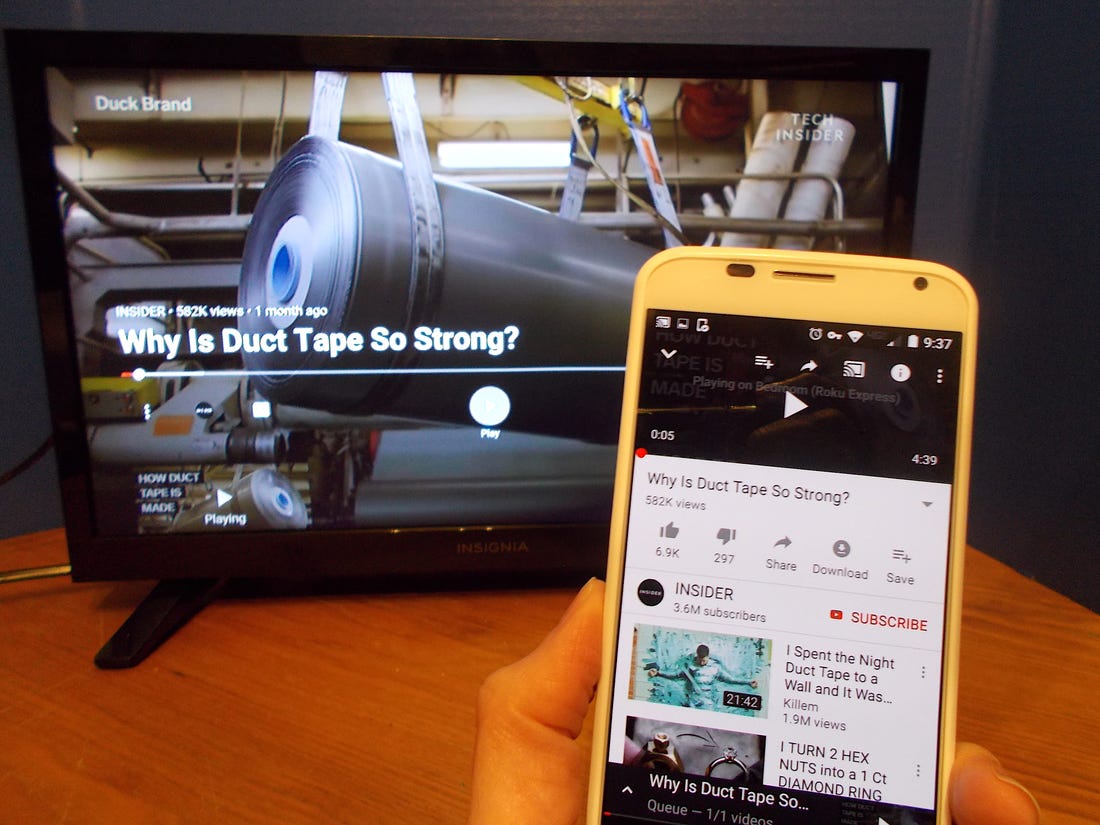 Duck Brand
TECH
INSIDER
INSIDER • 582K views • 1 month ago
Why Is Duct Tape So Strong?
Play
HOW DUCT
TAPE IS
MADE
Playing
INSIGNIA
9:37
HOW DUCT
TAPE IS
MADE
Playing on Bedroom (Roku Express)
0:05
4:39
Why Is Duct Tape So Strong?
582K views
6.9K
297
Share
Download
Save
INSIDER
INSIDER
3.6M subscribers
SUBSCRIBE
I Spent the Night
Duct Tape to a
Wall and It Was...
Killem
1.9M views
21:42
I TURN 2 HEX
NUTS into a 1 Ct
DIAMOND RING
Why Is Duct Tape So...
Queue — 1/1 videos